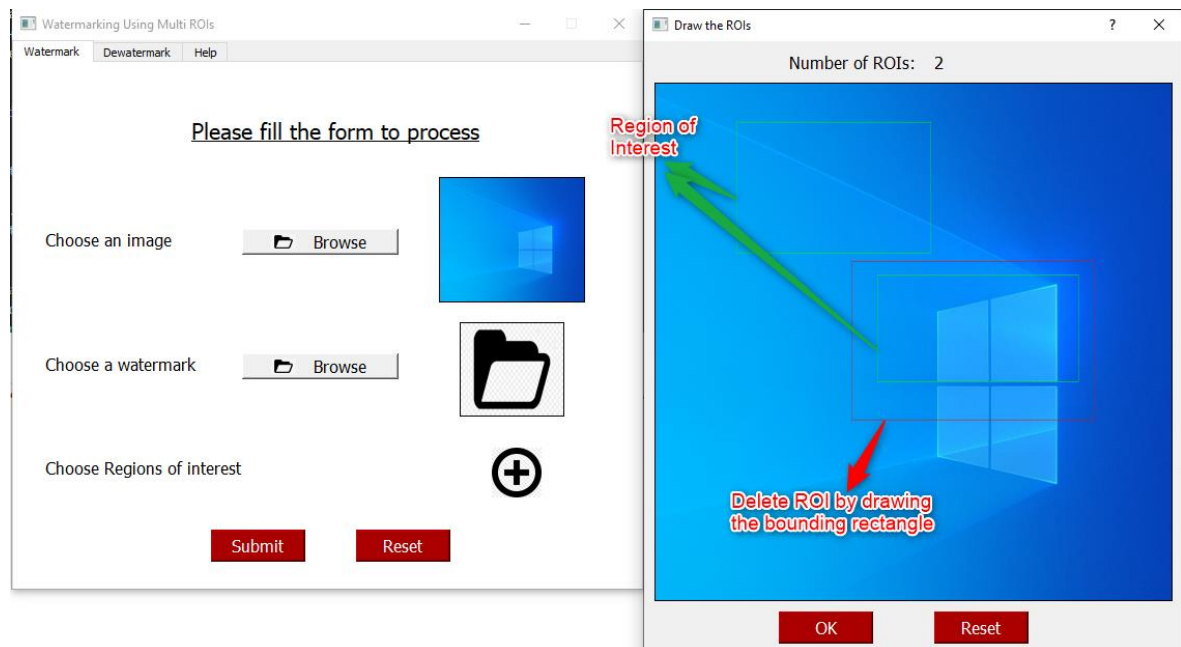 Watermarking Using Multi ROIs
Watermark Dewatermark Help
Please fill the form to process
Choose an image
Browse
Choose a watermark
Browse
Choose Regions of interest
Submit Reset
Draw the ROIs
?
Number of ROIs: 2
Region of
Interest
Delete ROI by drawing
the bounding rectangle
OK Reset